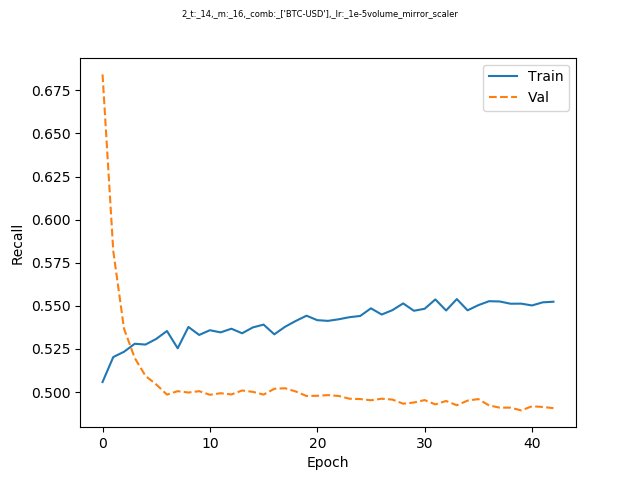 2_t:_14,_m:_16,_comb:_['BTC-USD'],_lr:_1e-5volume_mirror_scaler
Train
Val
0.675
0.650
0.625
0.600
0.575
0.550
0.525
0.500
Recall
0 10 20 30 40
Epoch